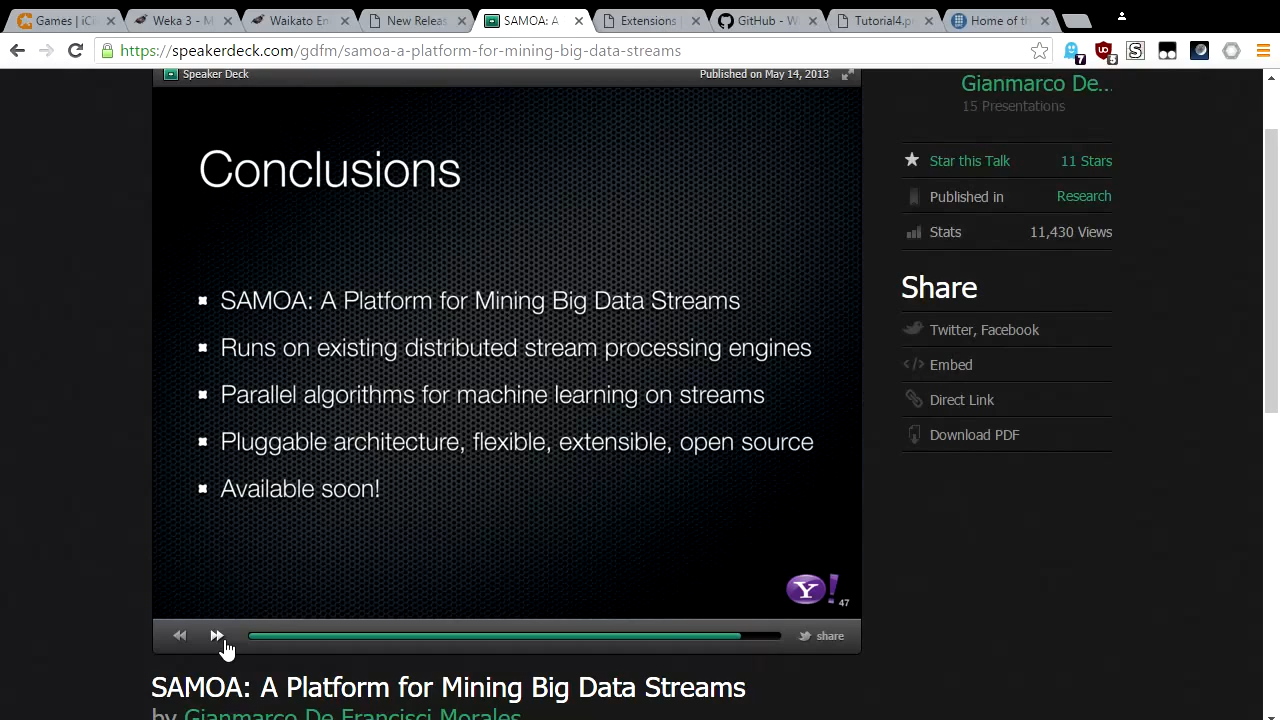 Games | iCi
Weka 3 - M
Waikato En
New Releas
SAMOA: A
Extensions |
GitHub - W
Tutorial4.p
Home of th
https://speakerdeck.com/gdfm/samoa-a-platform-for-mining-big-data-streams
7
5
Speaker Deck
Published on May 14, 2013
Conclusions
SAMOA: A Platform for Mining Big Data Streams
Runs on existing distributed stream processing engines
Parallel algorithms for machine learning on streams
Pluggable architecture, flexible, extensible, open source
Available soon!
Y!
47
share
SAMOA: A Platform for Mining Big Data Streams
by Gianmarco De Francisci Morales
Gianmarco De...
15 Presentations
Star this Talk 11 Stars
Published in Research
Stats 11,430 Views
Share
Twitter, Facebook
Embed
Direct Link
Download PDF